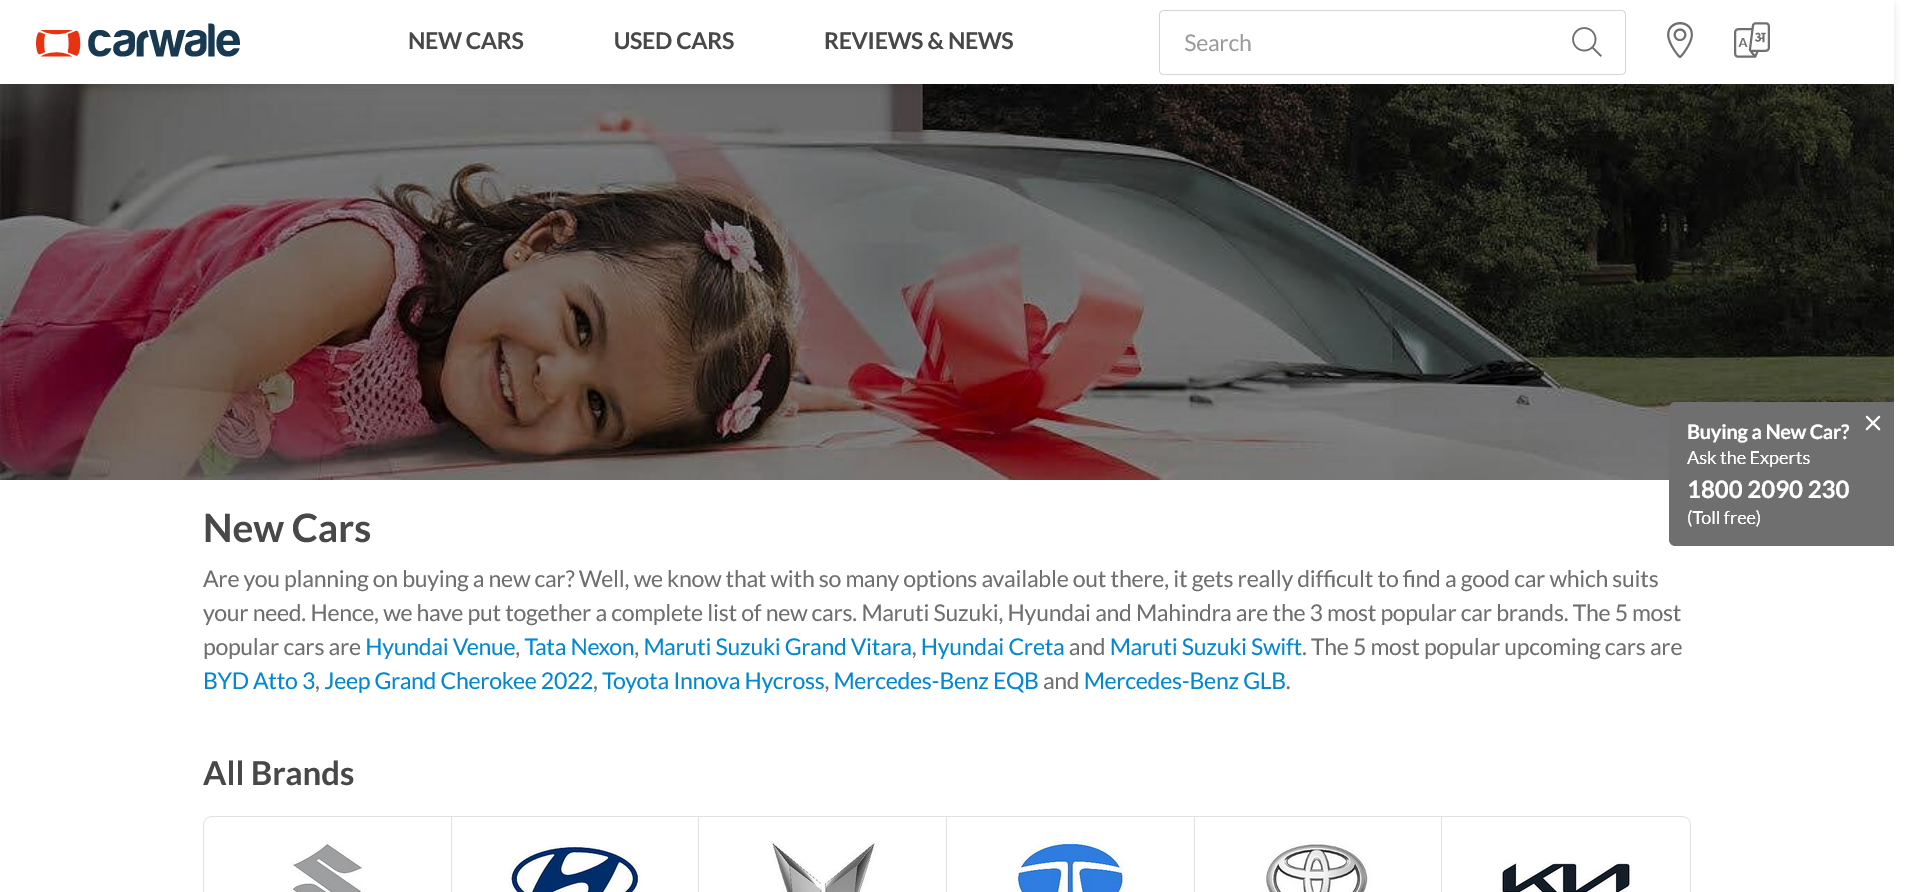 carwale
NEW CARS
USED CARS
REVIEWS & NEWS
Search
A अ
Buying a New Car?
Ask the Experts
1800 2090 230
(Toll free)
New Cars
Are you planning on buying a new car? Well, we know that with so many options available out there, it gets really difficult to find a good car which suits
your need. Hence, we have put together a complete list of new cars. Maruti Suzuki, Hyundai and Mahindra are the 3 most popular car brands. The 5 most
popular cars are Hyundai Venue, Tata Nexon, Maruti Suzuki Grand Vitara, Hyundai Creta and Maruti Suzuki Swift. The 5 most popular upcoming cars are
BYD Atto 3, Jeep Grand Cherokee 2022, Toyota Innova Hycross, Mercedes-Benz EQB and Mercedes-Benz GLB.
All Brands